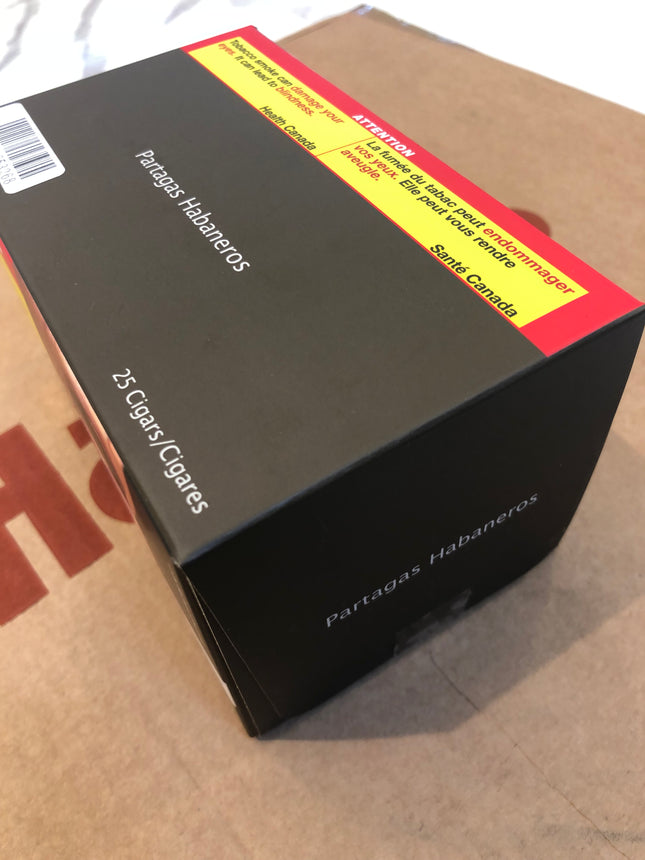 Tobacco smoke can damage your
eyes. It can lead to blindness.
Health Canada
ATTENTION
La fumée du tabac peut endommager
vos yeux. Elle peut vous rendre
aveugle.
Santé Canada
Partagas Habaneros
25 Cigars/Cigares
Partagas Habaneros